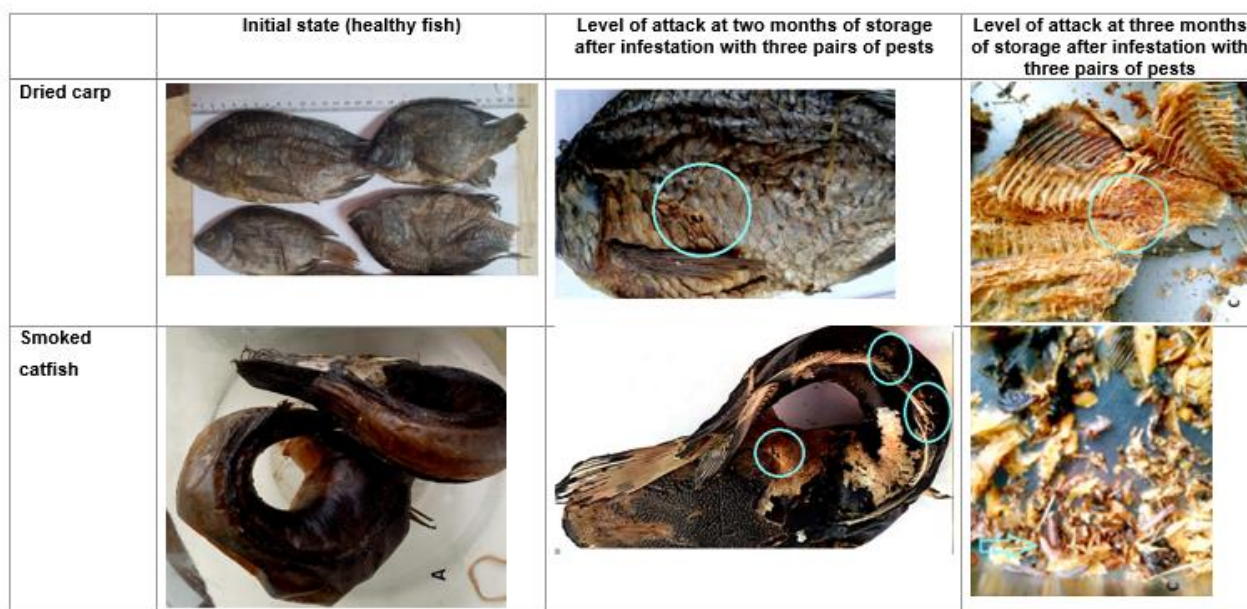 Initial state (healthy fish)
Level of attack at two months of storage
after infestation with three pairs of pests
Level of attack at three months
of storage after infestation with
three pairs of pests
Dried carp
C
Smoked
catfish
A
C